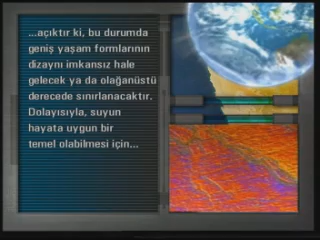 ...açıktır ki, bu durumda
geniş yaşam formlarının
dizaynı imkansız hale
gelecek ya da olağanüstü
derecede sınırlanacaktır.
Dolayısıyla, suyun
hayata uygun bir
temel olabilmesi için...